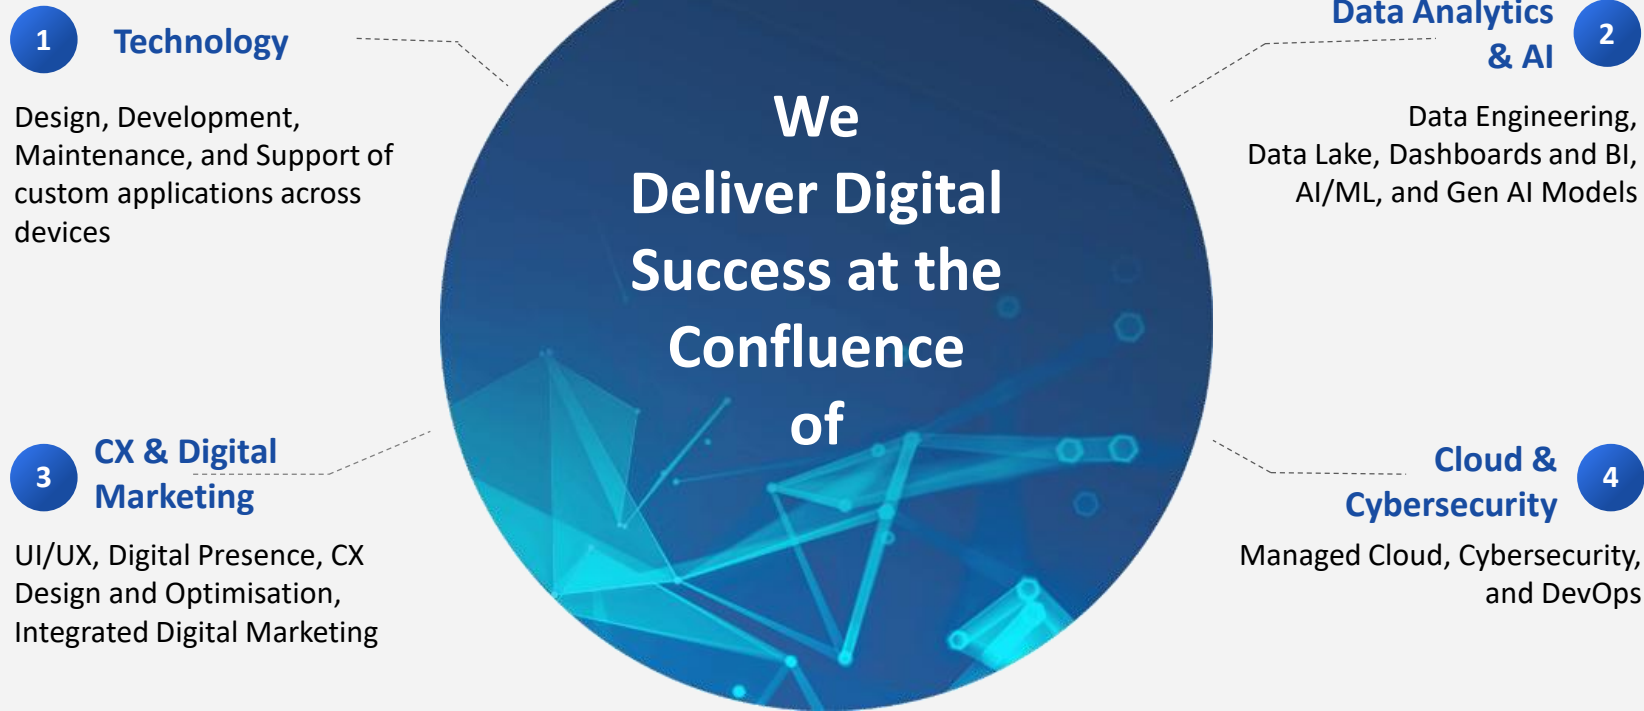 1
Technology
Design, Development,
Maintenance, and Support of
custom applications across
devices
We
Deliver Digital
Success at the
Confluence
of
Data Analytics
& AI
2
Data Engineering,
Data Lake, Dashboards and BI,
AI/ML, and Gen AI Models
3
CX & Digital
Marketing
UI/UX, Digital Presence, CX
Design and Optimisation,
Integrated Digital Marketing
Cloud &
Cybersecurity
4
Managed Cloud, Cybersecurity,
and DevOps